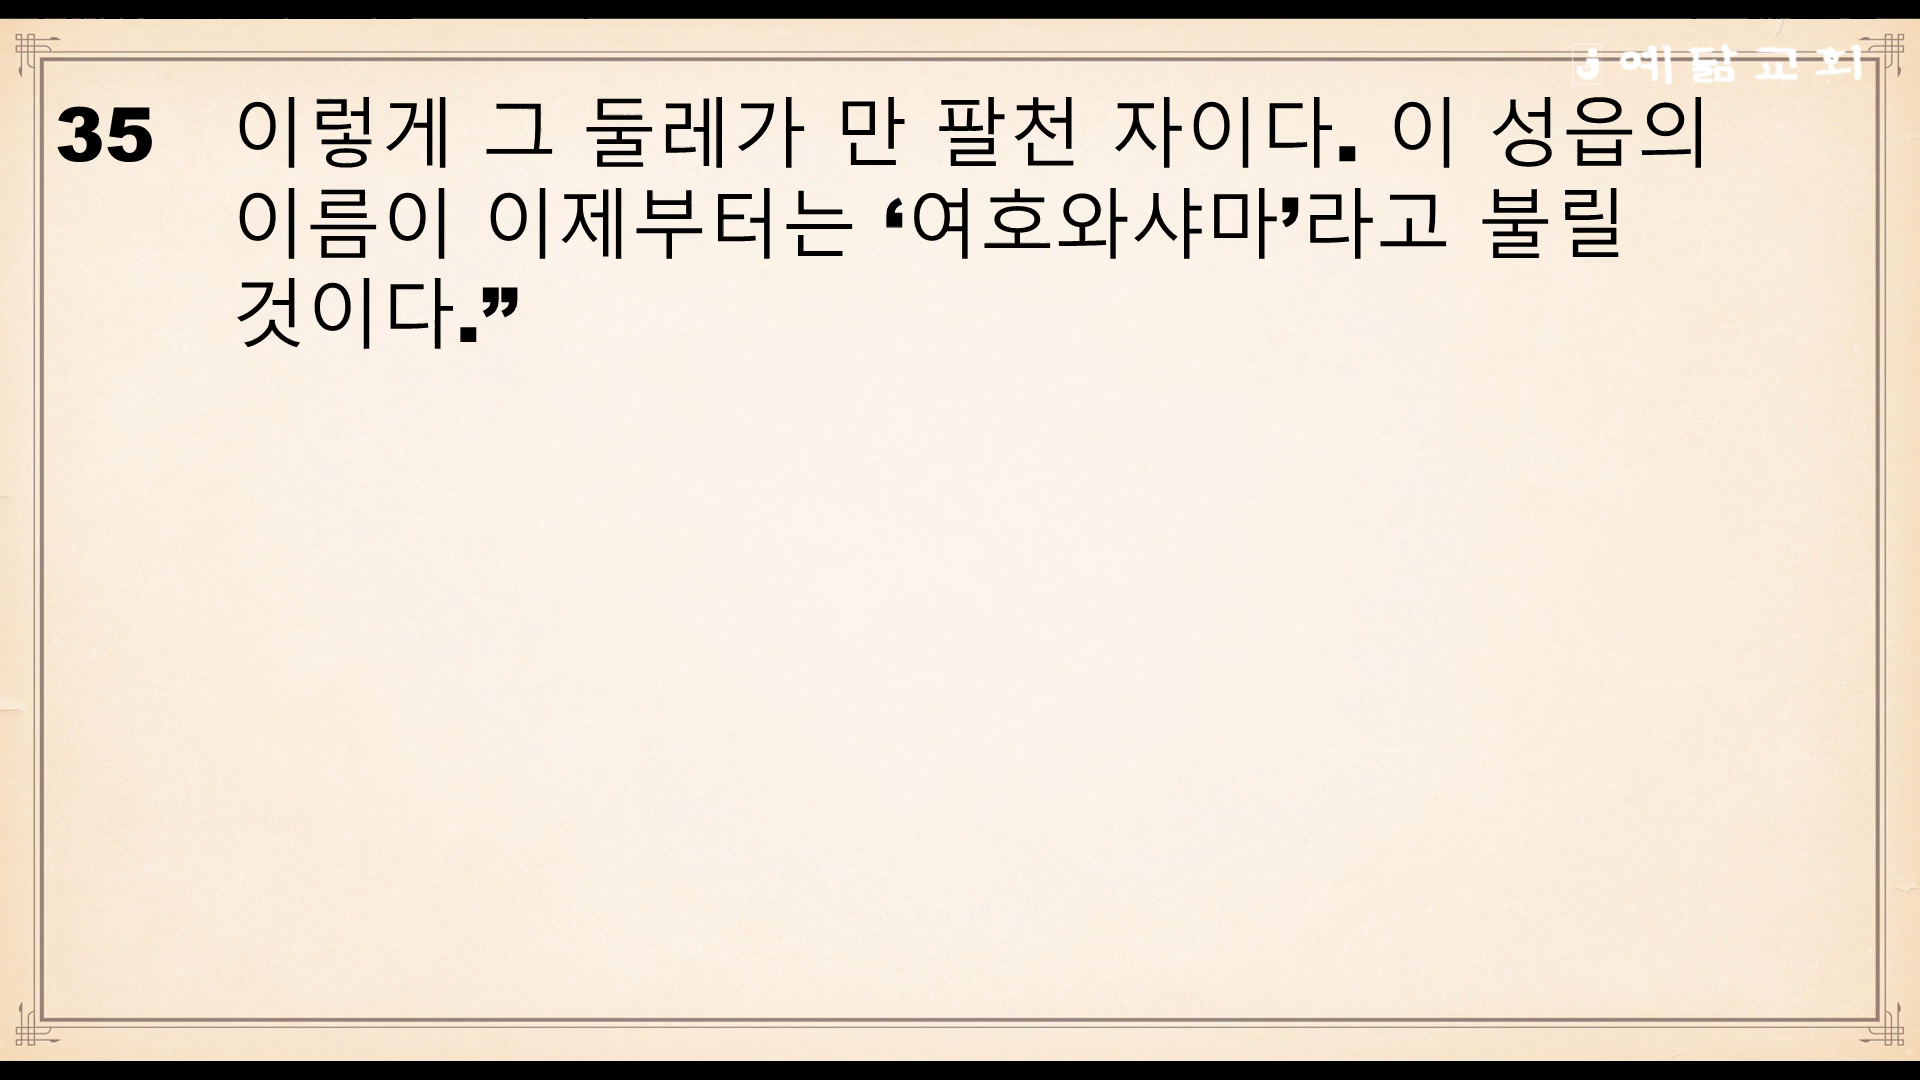 예닮교회
35 이렇게 그 둘레가 만 팔천 자이다. 이 성읍의
이름이 이제부터는 ‘여호와샤마’라고 불릴
것이다.”